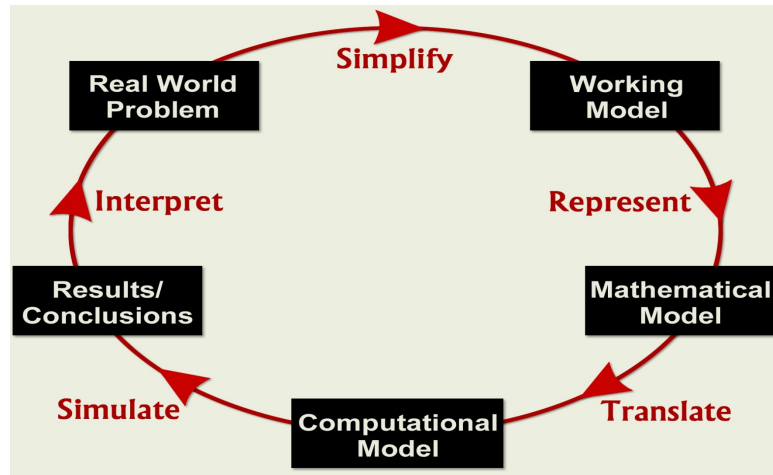 Simplify
Real World
Problem
Working
Model
Interpret
Represent
Results/
Conclusions
Mathematical
Model
Simulate
Computational
Model
Translate